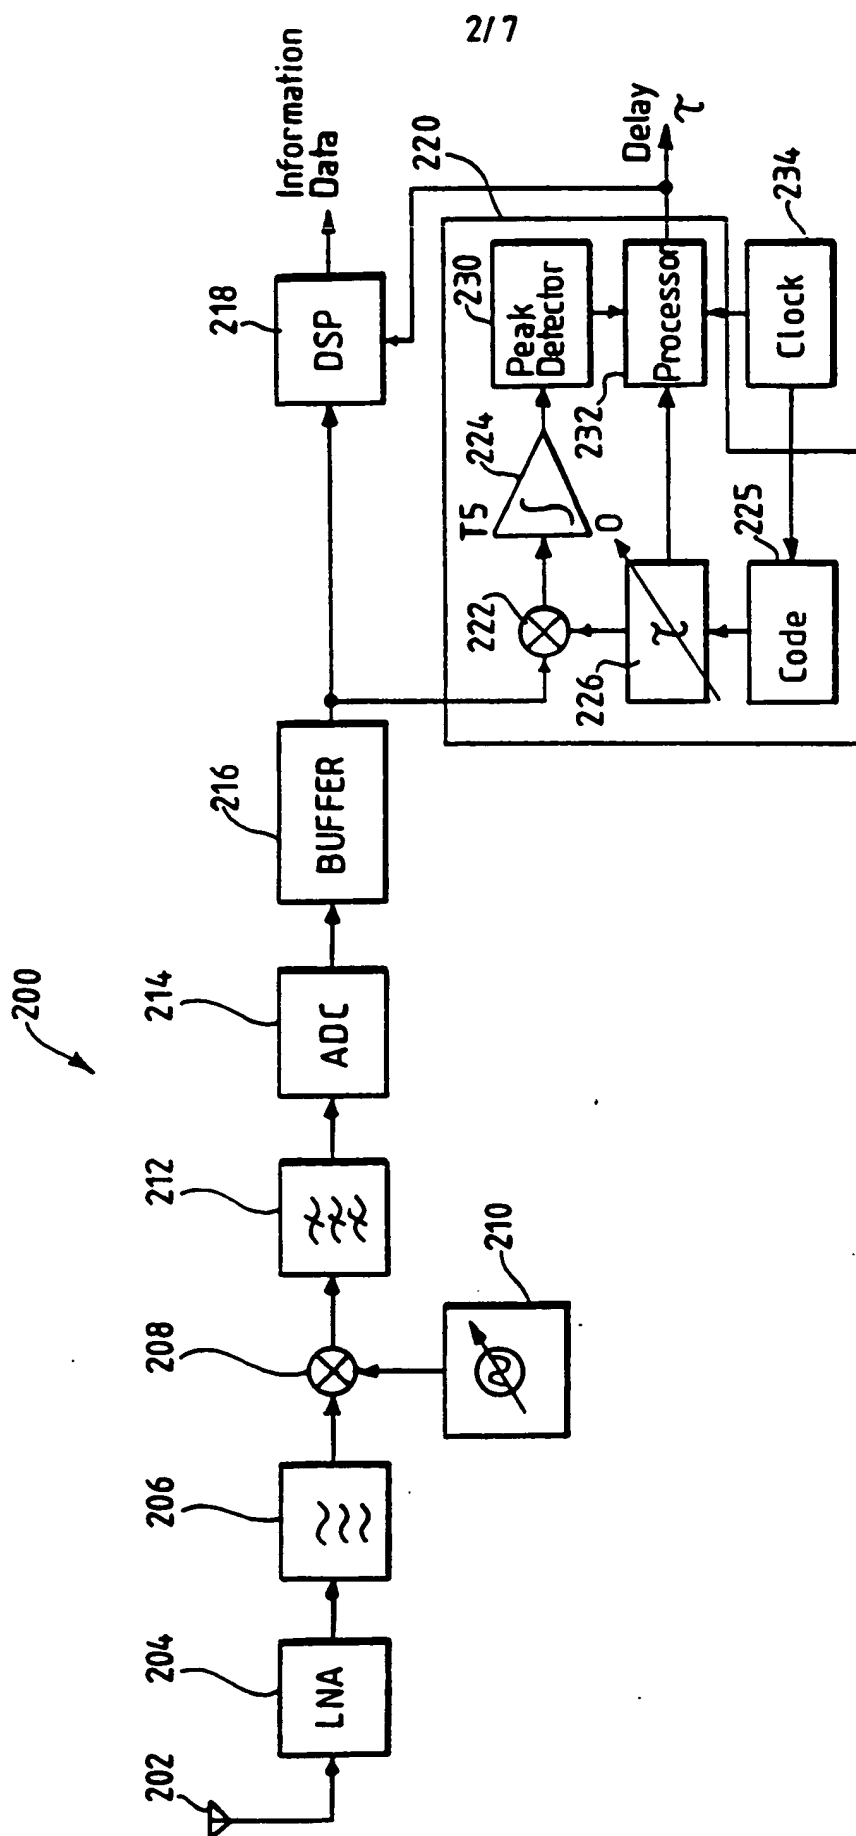 2/7
200
202
204
LNA
206
208
210
212
214
ADC
216
BUFFER
218
DSP
Information
Data
220
222
T5
224
∫
0
225
Code
226
τ
230
Peak
Detector
232
Processor
Delay
τ
234
Clock